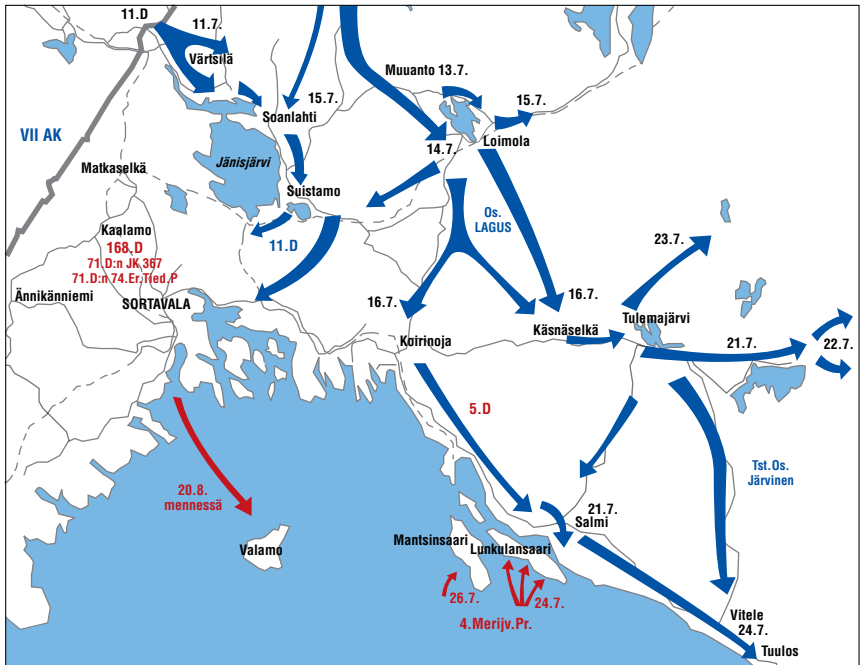 11.D
11.7.
Värtsilä
Muuanto 13.7.
15.7.
15.7.
Soanlahti
Loimola
VII AK
14.7.
Jänisjärvi
Matkaselkä
Suistamo
Os.
LAGUS
Kaalamo
168.D
71.D:n JK 367
71.D:n 74.Er.Tied.P
11.D
23.7.
Ännikänniemi
SORTAVALA
16.7.
16.7.
Tulemajärvi
Koirinoja
Käsnäselkä
21.7.
22.7.
5.D
Tst.Os.
Järvinen
20.8.
mennessä
21.7.
Salmi
Valamo
Mantsinsaari
Lunkulansaari
26.7.
24.7.
4.Merijv.Pr.
Vitele
24.7.
Tuulos